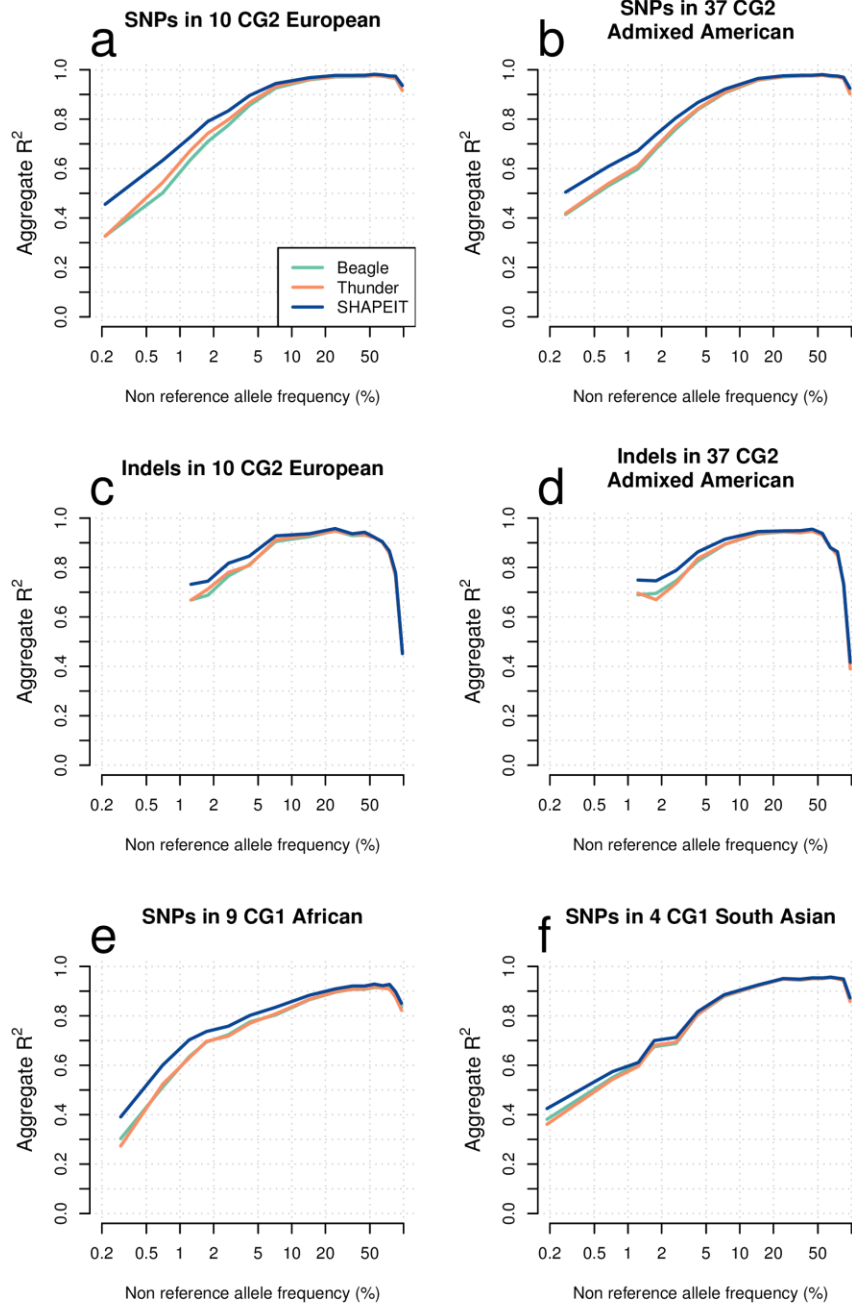 a
SNPs in 10 CG2 European
Aggregate R²
0.0 0.2 0.4 0.6 0.8 1.0
Beagle
Thunder
SHAPEIT
0.2 0.5 1 2 5 10 20 50
Non reference allele frequency (%)
b
SNPs in 37 CG2
Admixed American
Aggregate R²
0.0 0.2 0.4 0.6 0.8 1.0
0.2 0.5 1 2 5 10 20 50
Non reference allele frequency (%)
c
Indels in 10 CG2 European
Aggregate R²
0.0 0.2 0.4 0.6 0.8 1.0
0.2 0.5 1 2 5 10 20 50
Non reference allele frequency (%)
d
Indels in 37 CG2
Admixed American
Aggregate R²
0.0 0.2 0.4 0.6 0.8 1.0
0.2 0.5 1 2 5 10 20 50
Non reference allele frequency (%)
e
SNPs in 9 CG1 African
Aggregate R²
0.0 0.2 0.4 0.6 0.8 1.0
0.2 0.5 1 2 5 10 20 50
Non reference allele frequency (%)
f
SNPs in 4 CG1 South Asian
Aggregate R²
0.0 0.2 0.4 0.6 0.8 1.0
0.2 0.5 1 2 5 10 20 50
Non reference allele frequency (%)